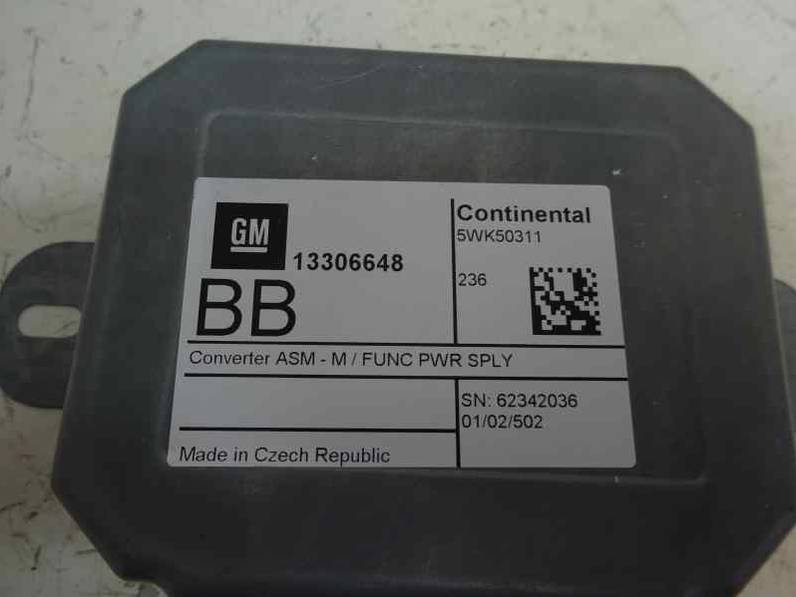 GM
13306648
BB
Continental
5WK50311
236
Converter ASM - M / FUNC PWR SPLY
SN: 62342036
01/02/502
Made in Czech Republic